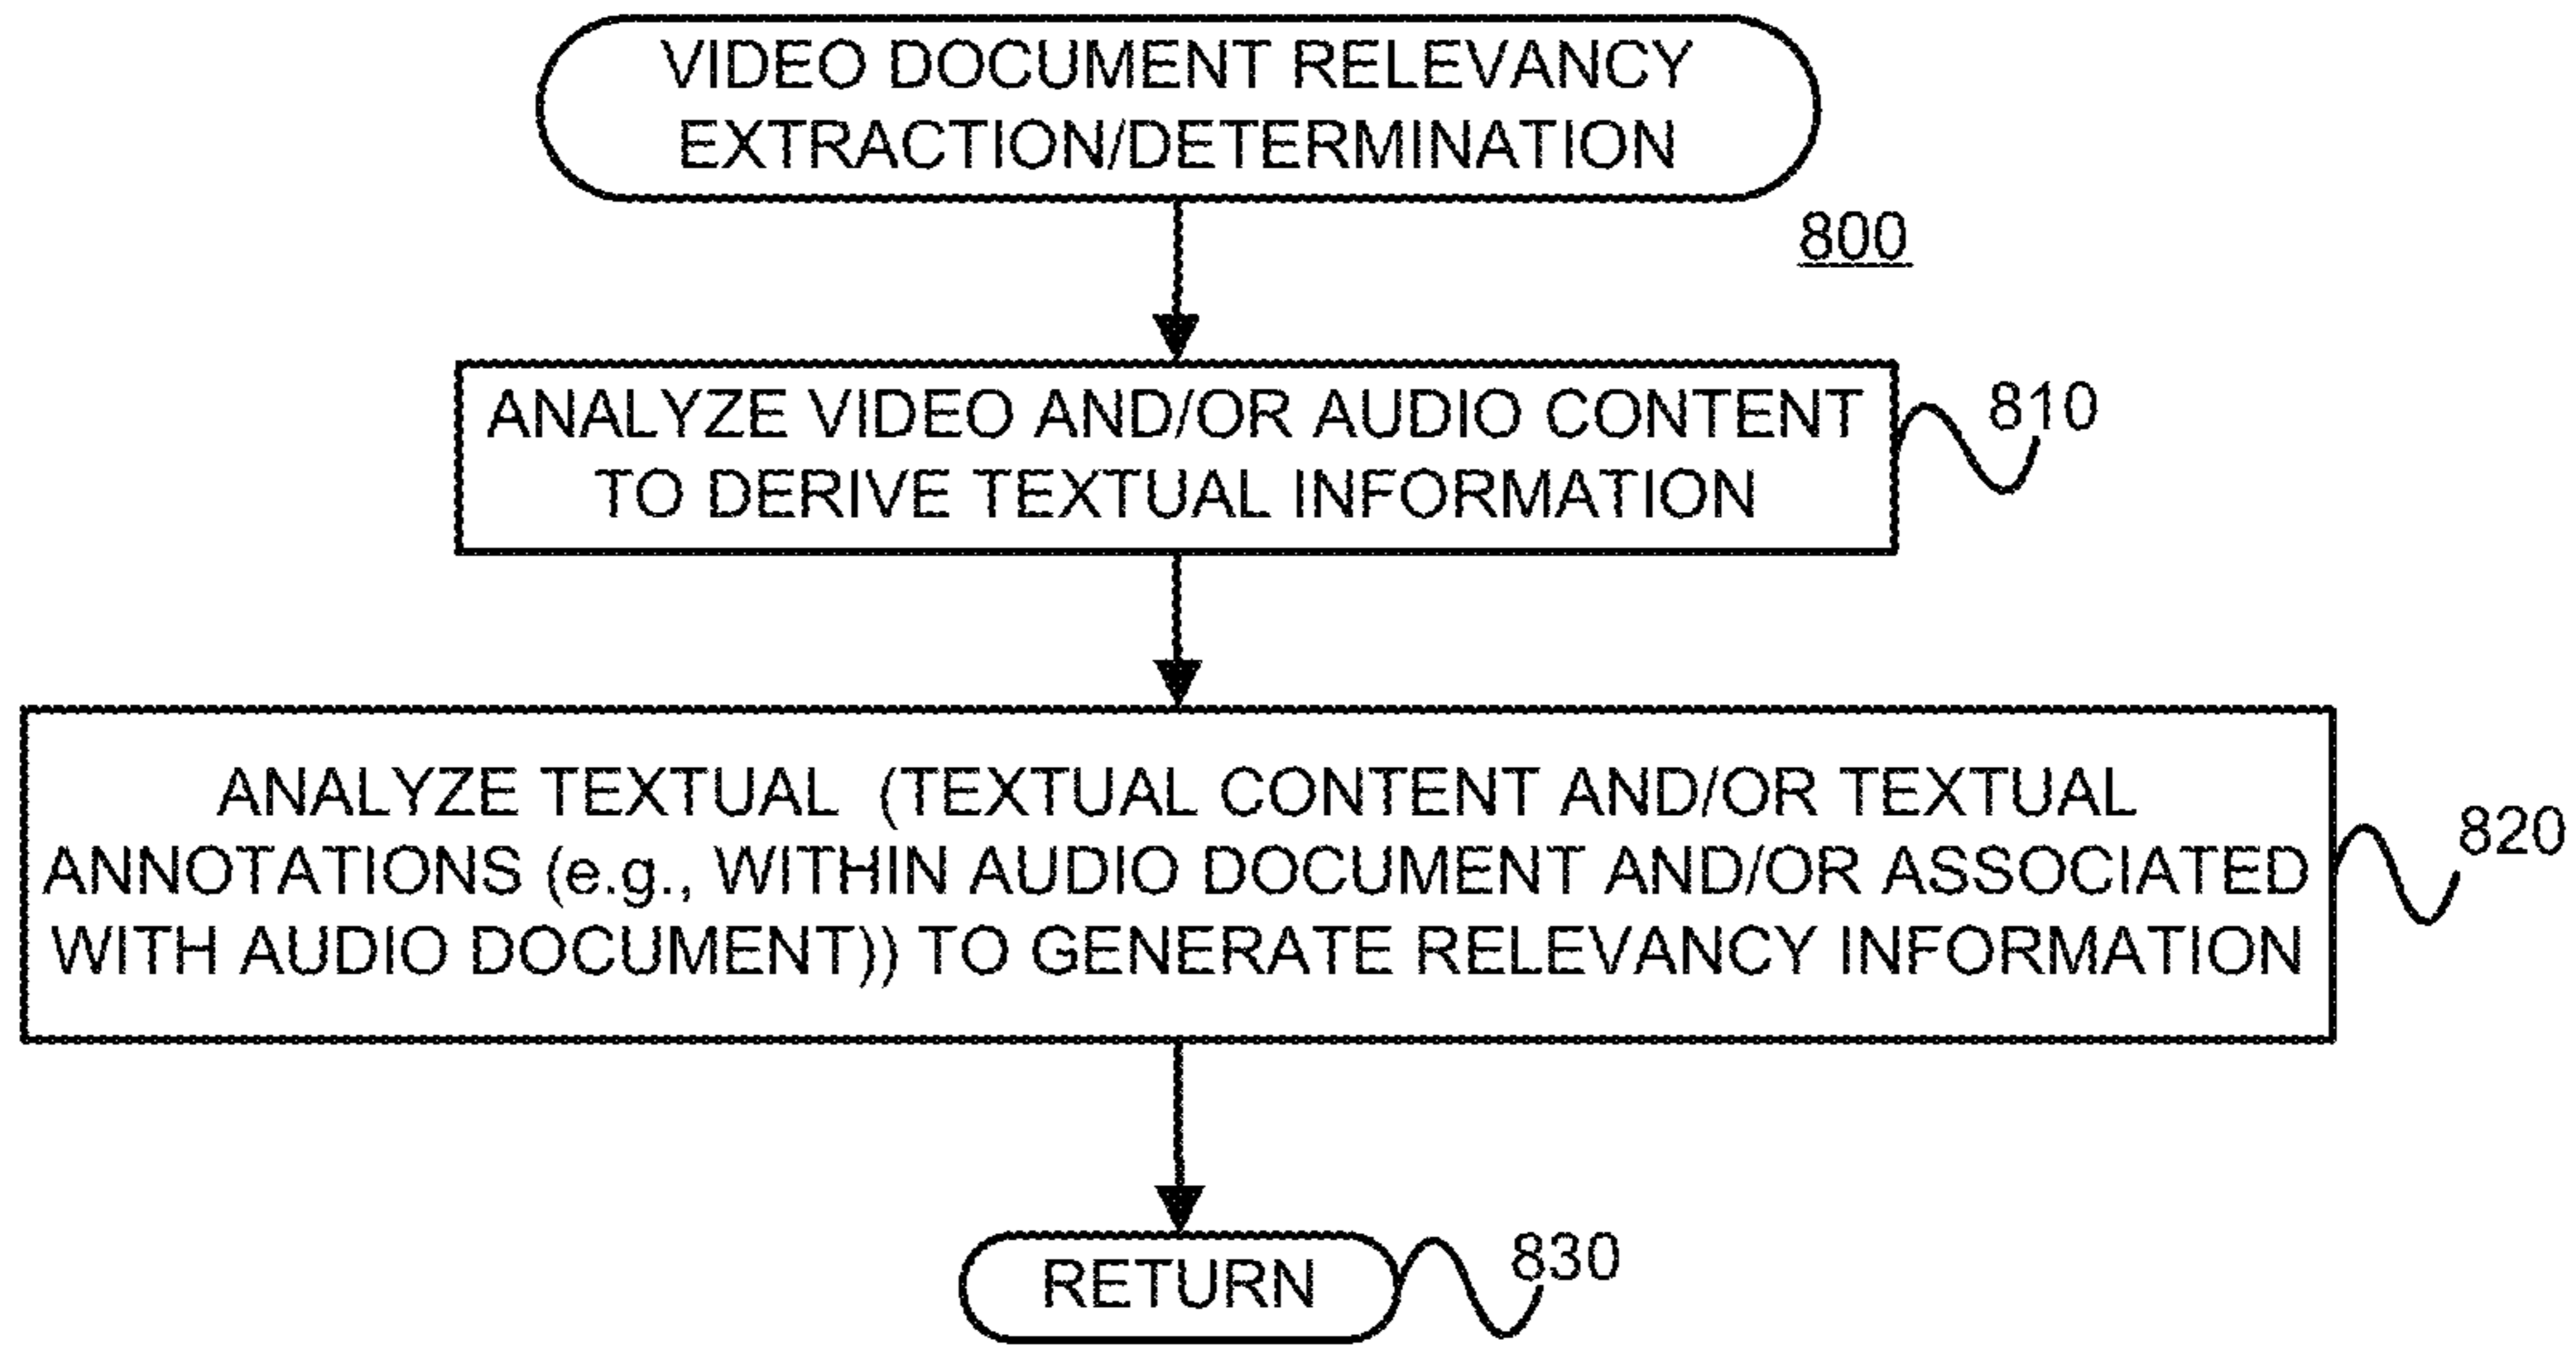 VIDEO DOCUMENT RELEVANCY
EXTRACTION/DETERMINATION
800
ANALYZE VIDEO AND/OR AUDIO CONTENT
TO DERIVE TEXTUAL INFORMATION
810
ANALYZE TEXTUAL (TEXTUAL CONTENT AND/OR TEXTUAL
ANNOTATIONS (e.g., WITHIN AUDIO DOCUMENT AND/OR ASSOCIATED
WITH AUDIO DOCUMENT)) TO GENERATE RELEVANCY INFORMATION
820
RETURN
830